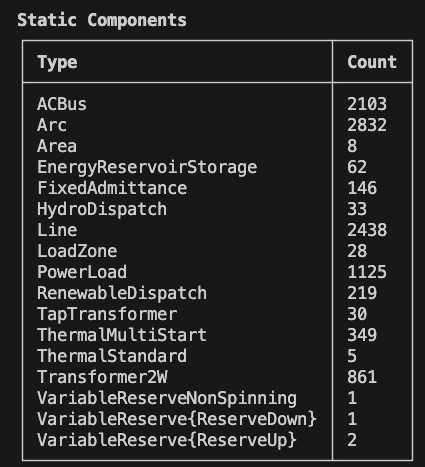 Static Components
Type Count
ACBus 2103
Arc 2832
Area 8
EnergyReservoirStorage 62
FixedAdmittance 146
HydroDispatch 33
Line 2438
LoadZone 28
PowerLoad 1125
RenewableDispatch 219
TapTransformer 30
ThermalMultiStart 349
ThermalStandard 5
Transformer2W 861
VariableReserveNonSpinning 1
VariableReserve{ReserveDown} 1
VariableReserve{ReserveUp} 2